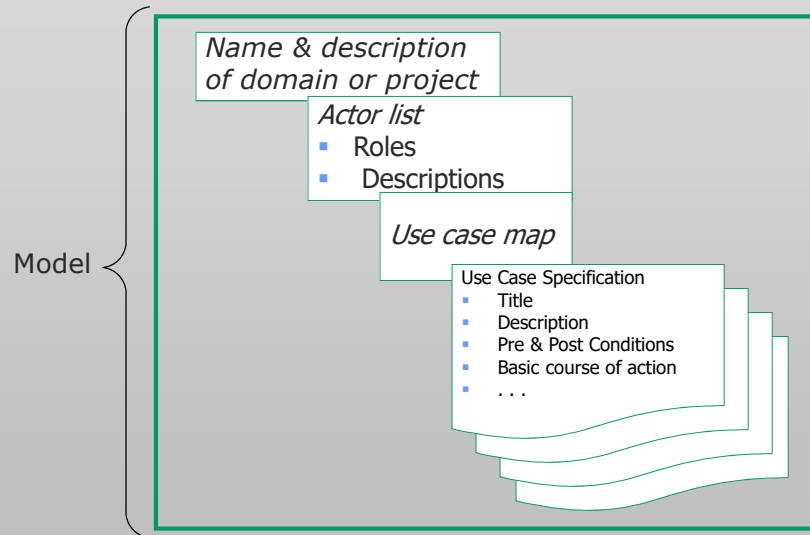 Name & description
of domain or project
Actor list
▪ Roles
▪ Descriptions
Use case map
Model
Use Case Specification
▪ Title
▪ Description
▪ Pre & Post Conditions
▪ Basic course of action
▪ . . .